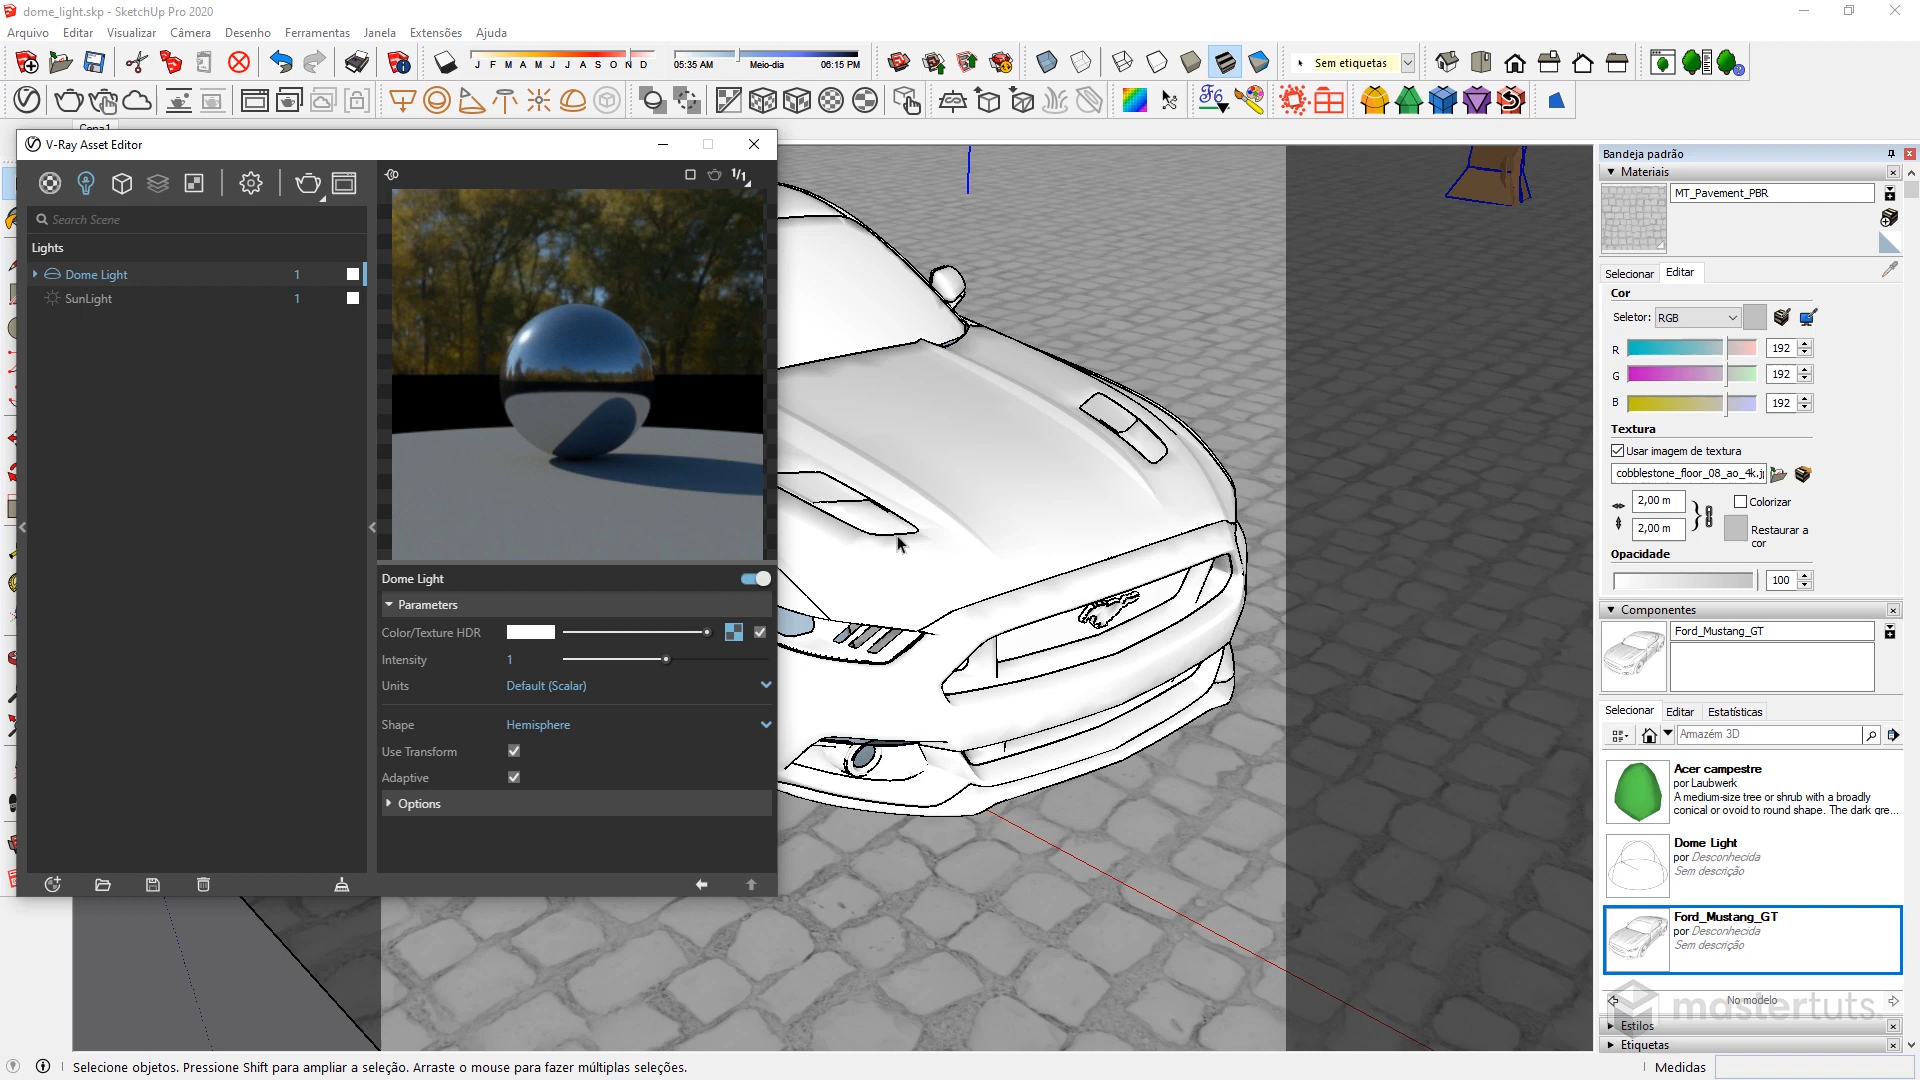 dome_light.skp - SketchUp Pro 2020
Arquivo Editar Visualizar Câmera Desenho Ferramentas Janela Extensões Ajuda
J F M A M J J A S O N D
05:35 AM Meio-dia 06:15 PM
Sem etiquetas
Cena1
V-Ray Asset Editor
1/1
Search Scene
Lights
Dome Light 1
SunLight 1
Dome Light
Parameters
Color/Texture HDR
Intensity 1
Units Default (Scalar)
Shape Hemisphere
Use Transform
Adaptive
Options
Bandeja padrão
Materiais
MT_Pavement_PBR
Selecionar Editar
Cor
Seletor: RGB
R 192
G 192
B 192
Textura
Usar imagem de textura
cobblestone_floor_08_ao_4k.j
2,00 m Colorizar
2,00 m Restaurar a
cor
Opacidade
100
Componentes
Ford_Mustang_GT
Selecionar Editar Estatísticas
Armazém 3D
Acer campestre
por Laubwerk
A medium-size tree or shrub with a broadly
conical or ovoid to round shape. The dark gre...
Dome Light
por Desconhecida
Sem descrição
Ford_Mustang_GT
por Desconhecida
Sem descrição
No modelo
mastertuts.
Estilos
Etiquetas
Selecione objetos. Pressione Shift para ampliar a seleção. Arraste o mouse para fazer múltiplas seleções.
Medidas